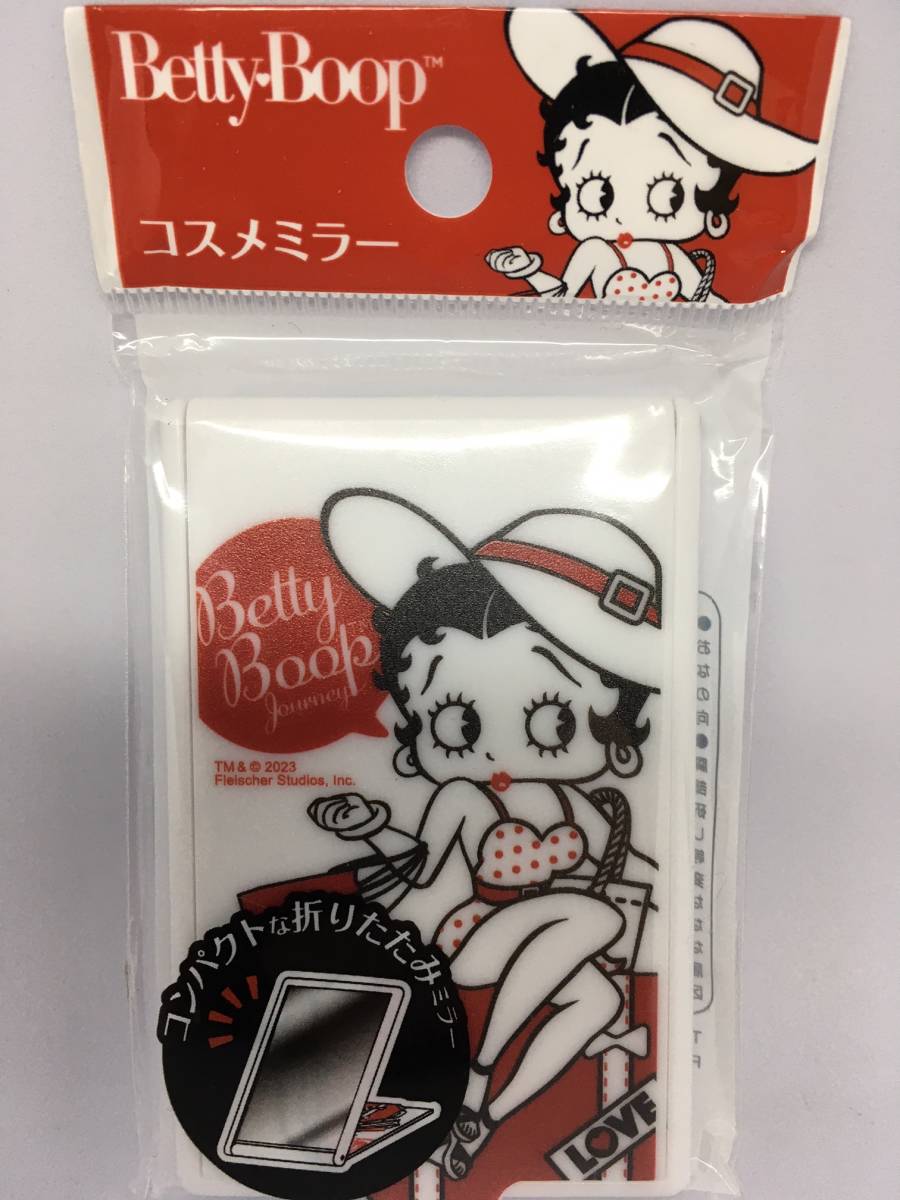 Betty·Boop™
コスメミラー
Betty
Boop™
Journey
TM & © 2023
Fleischer Studios, Inc.
コンパクトな折りたたみミラー
LOVE